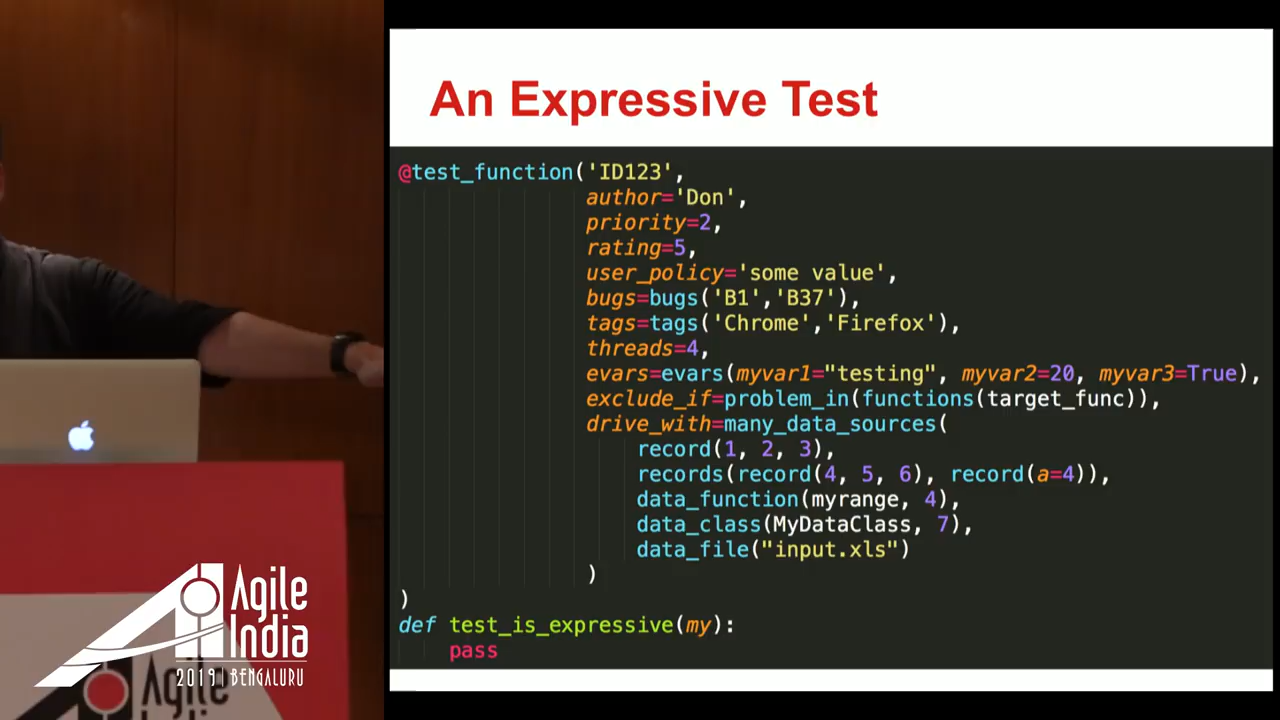 An Expressive Test
@test_function('ID123',
author='Don',
priority=2,
rating=5,
user_policy='some value',
bugs=bugs('B1','B37'),
tags=tags('Chrome','Firefox'),
threads=4,
evars=evars(myvar1="testing", myvar2=20, myvar3=True),
exclude_if=problem_in(functions(target_func)),
drive_with=many_data_sources(
record(1, 2, 3),
records(record(4, 5, 6), record(a=4)),
data_function(myrange, 4),
data_class(MyDataClass, 7),
data_file("input.xls")
)
)
def test_is_expressive(my):
pass
Agile
India
2019 | BENGALURU
Agile